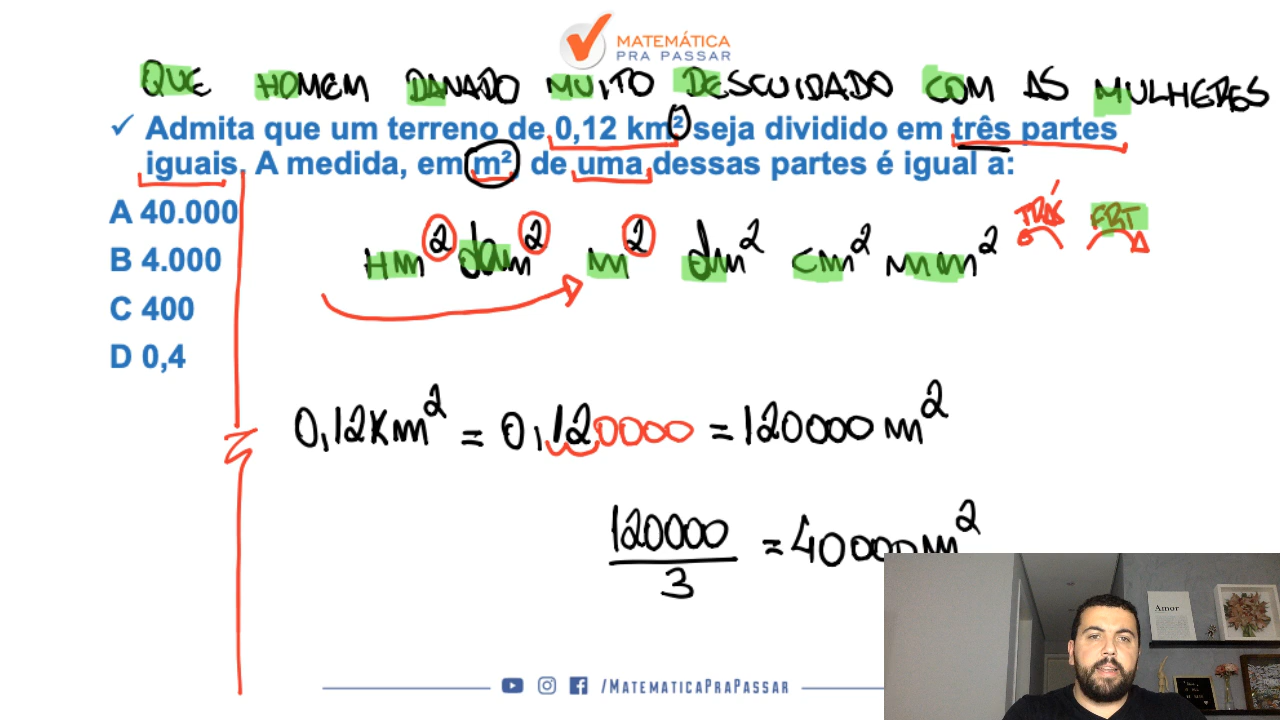 MATEMÁTICA
PRA PASSAR
QUE HOMEM DANADO MUITO DESCUIDADO COM AS MULHERES
✓ Admita que um terreno de 0,12 km² seja dividido em três partes
iguais. A medida, em m² de uma dessas partes é igual a:
A 40.000
B 4.000
C 400
D 0,4
TRÁS FRT
Hm² dam² m² dm² cm² mm²
0,12Km² = 0,120000 = 120000 m²
120000
= 40000 m²
3
Amor
/MatematicaPraPassar